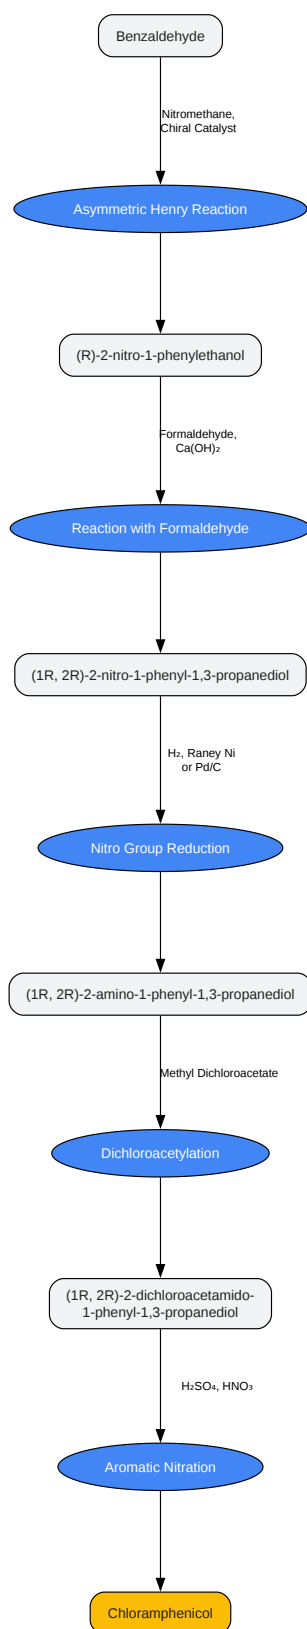 Benzaldehyde
Nitromethane,
Chiral Catalyst
Asymmetric Henry Reaction
(R)-2-nitro-1-phenylethanol
Formaldehyde,
Ca(OH)₂
Reaction with Formaldehyde
(1R, 2R)-2-nitro-1-phenyl-1,3-propanediol
H₂, Raney Ni
or Pd/C
Nitro Group Reduction
(1R, 2R)-2-amino-1-phenyl-1,3-propanediol
Methyl Dichloroacetate
Dichloroacetylation
(1R, 2R)-2-dichloroacetamido-
1-phenyl-1,3-propanediol
H₂SO₄, HNO₃
Aromatic Nitration
Chloramphenicol